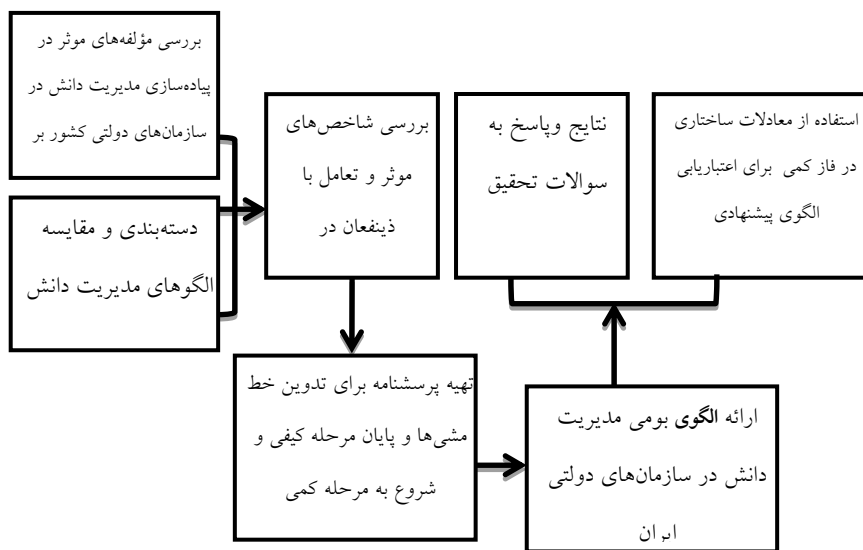 بررسی مؤلفه‌های موثر در
پیاده‌سازی مدیریت دانش در
سازمان‌های دولتی کشور بر
دسته‌بندی و مقایسه
الگوهای مدیریت دانش
بررسی شاخص‌های
موثر و تعامل با
ذینفعان در
تهیه پرسشنامه برای تدوین خط
مشی‌ها و پایان مرحله کیفی و
شروع به مرحله کمی
ارائه الگوی بومی مدیریت
دانش در سازمان‌های دولتی
ایران
نتایج وپاسخ به
سوالات تحقیق
استفاده از معادلات ساختاری
در فاز کمی برای اعتباریابی
الگوی پیشنهادی